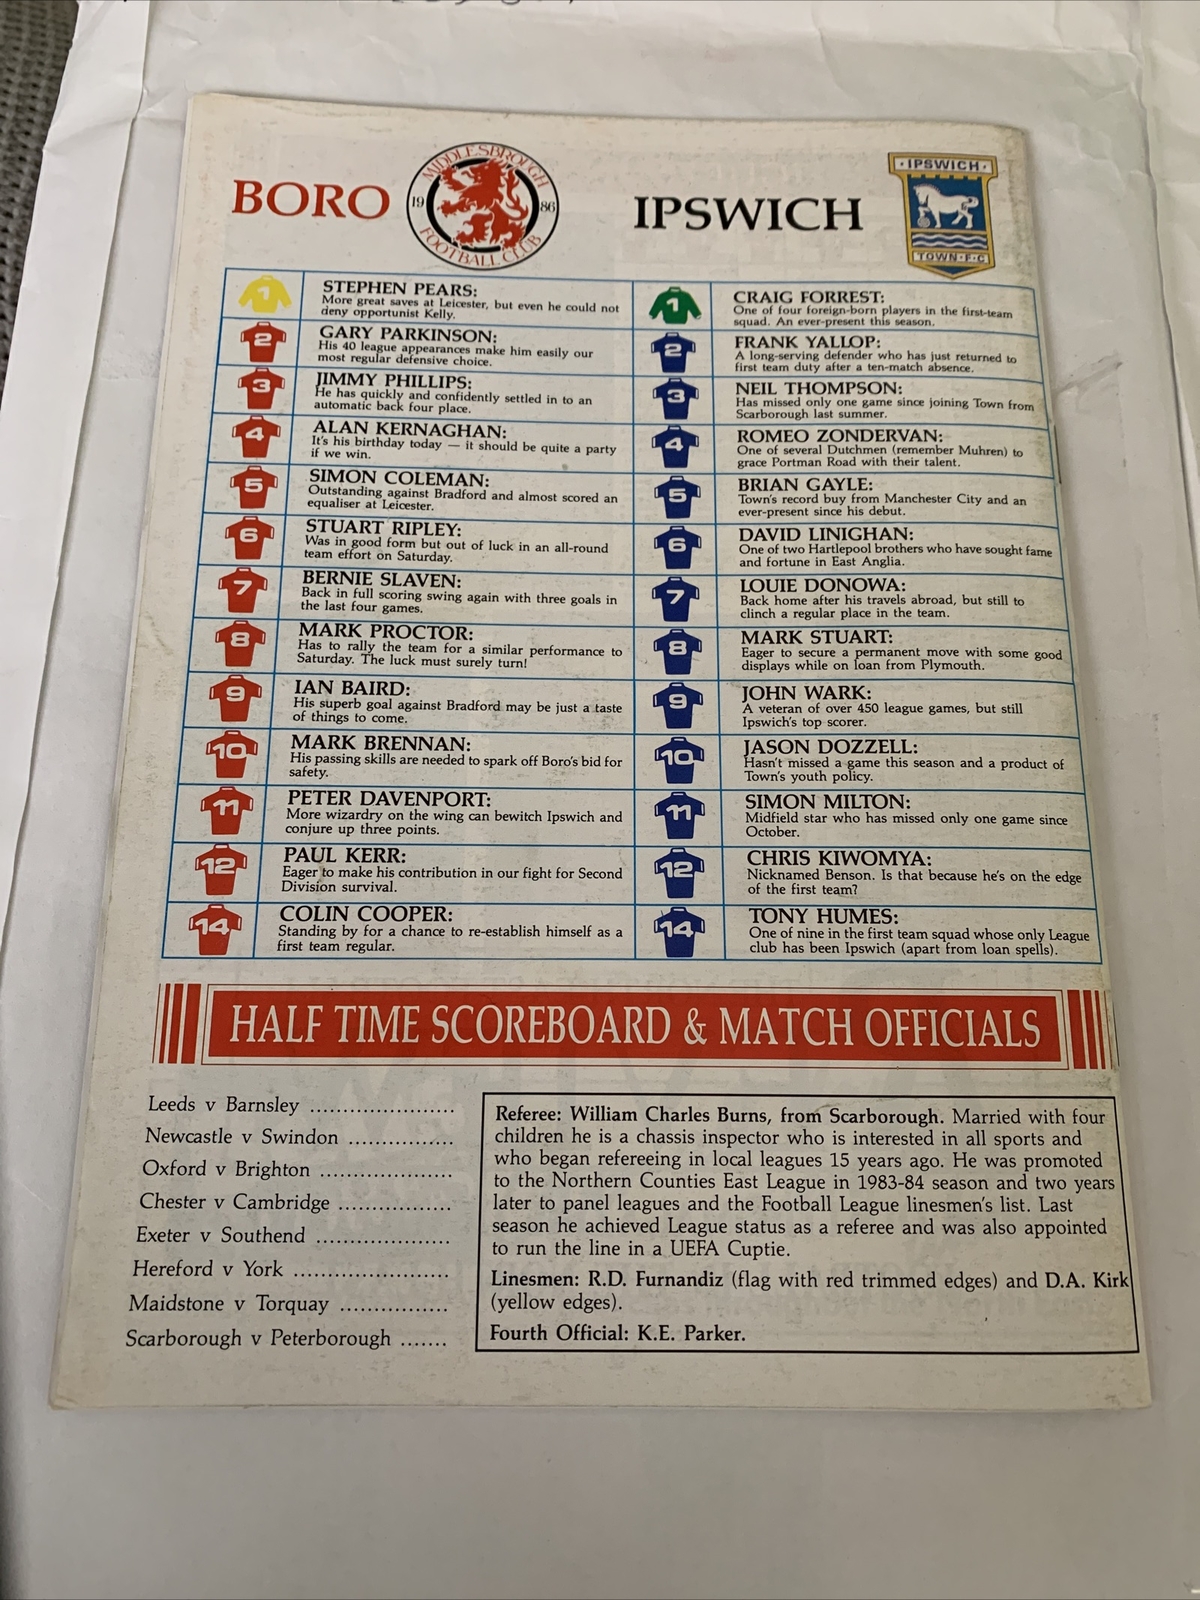 BORO
MIDDLESBROUGH
19 86
FOOTBALL CLUB
IPSWICH
·IPSWICH·
TOWN·F·C
1
STEPHEN PEARS:
More great saves at Leicester, but even he could not
deny opportunist Kelly.
2
GARY PARKINSON:
His 40 league appearances make him easily our
most regular defensive choice.
3
JIMMY PHILLIPS:
He has quickly and confidently settled in to an
automatic back four place.
4
ALAN KERNAGHAN:
It's his birthday today — it should be quite a party
if we win.
5
SIMON COLEMAN:
Outstanding against Bradford and almost scored an
equaliser at Leicester.
6
STUART RIPLEY:
Was in good form but out of luck in an all-round
team effort on Saturday.
7
BERNIE SLAVEN:
Back in full scoring swing again with three goals in
the last four games.
8
MARK PROCTOR:
Has to rally the team for a similar performance to
Saturday. The luck must surely turn!
9
IAN BAIRD:
His superb goal against Bradford may be just a taste
of things to come.
10
MARK BRENNAN:
His passing skills are needed to spark off Boro's bid for
safety.
11
PETER DAVENPORT:
More wizardry on the wing can bewitch Ipswich and
conjure up three points.
12
PAUL KERR:
Eager to make his contribution in our fight for Second
Division survival.
14
COLIN COOPER:
Standing by for a chance to re-establish himself as a
first team regular.
1
CRAIG FORREST:
One of four foreign-born players in the first-team
squad. An ever-present this season.
2
FRANK YALLOP:
A long-serving defender who has just returned to
first team duty after a ten-match absence.
3
NEIL THOMPSON:
Has missed only one game since joining Town from
Scarborough last summer.
4
ROMEO ZONDERVAN:
One of several Dutchmen (remember Muhren) to
grace Portman Road with their talent.
5
BRIAN GAYLE:
Town's record buy from Manchester City and an
ever-present since his debut.
6
DAVID LINIGHAN:
One of two Hartlepool brothers who have sought fame
and fortune in East Anglia.
7
LOUIE DONOWA:
Back home after his travels abroad, but still to
clinch a regular place in the team.
8
MARK STUART:
Eager to secure a permanent move with some good
displays while on loan from Plymouth.
9
JOHN WARK:
A veteran of over 450 league games, but still
Ipswich's top scorer.
10
JASON DOZZELL:
Hasn't missed a game this season and a product of
Town's youth policy.
11
SIMON MILTON:
Midfield star who has missed only one game since
October.
12
CHRIS KIWOMYA:
Nicknamed Benson. Is that because he's on the edge
of the first team?
14
TONY HUMES:
One of nine in the first team squad whose only League
club has been Ipswich (apart from loan spells).
HALF TIME SCOREBOARD & MATCH OFFICIALS
Leeds v Barnsley ......................
Newcastle v Swindon ................
Oxford v Brighton ....................
Chester v Cambridge .................
Exeter v Southend ....................
Hereford v York .......................
Maidstone v Torquay ................
Scarborough v Peterborough .......
Referee: William Charles Burns, from Scarborough. Married with four
children he is a chassis inspector who is interested in all sports and
who began refereeing in local leagues 15 years ago. He was promoted
to the Northern Counties East League in 1983-84 season and two years
later to panel leagues and the Football League linesmen's list. Last
season he achieved League status as a referee and was also appointed
to run the line in a UEFA Cuptie.
Linesmen: R.D. Furnandiz (flag with red trimmed edges) and D.A. Kirk
(yellow edges).
Fourth Official: K.E. Parker.